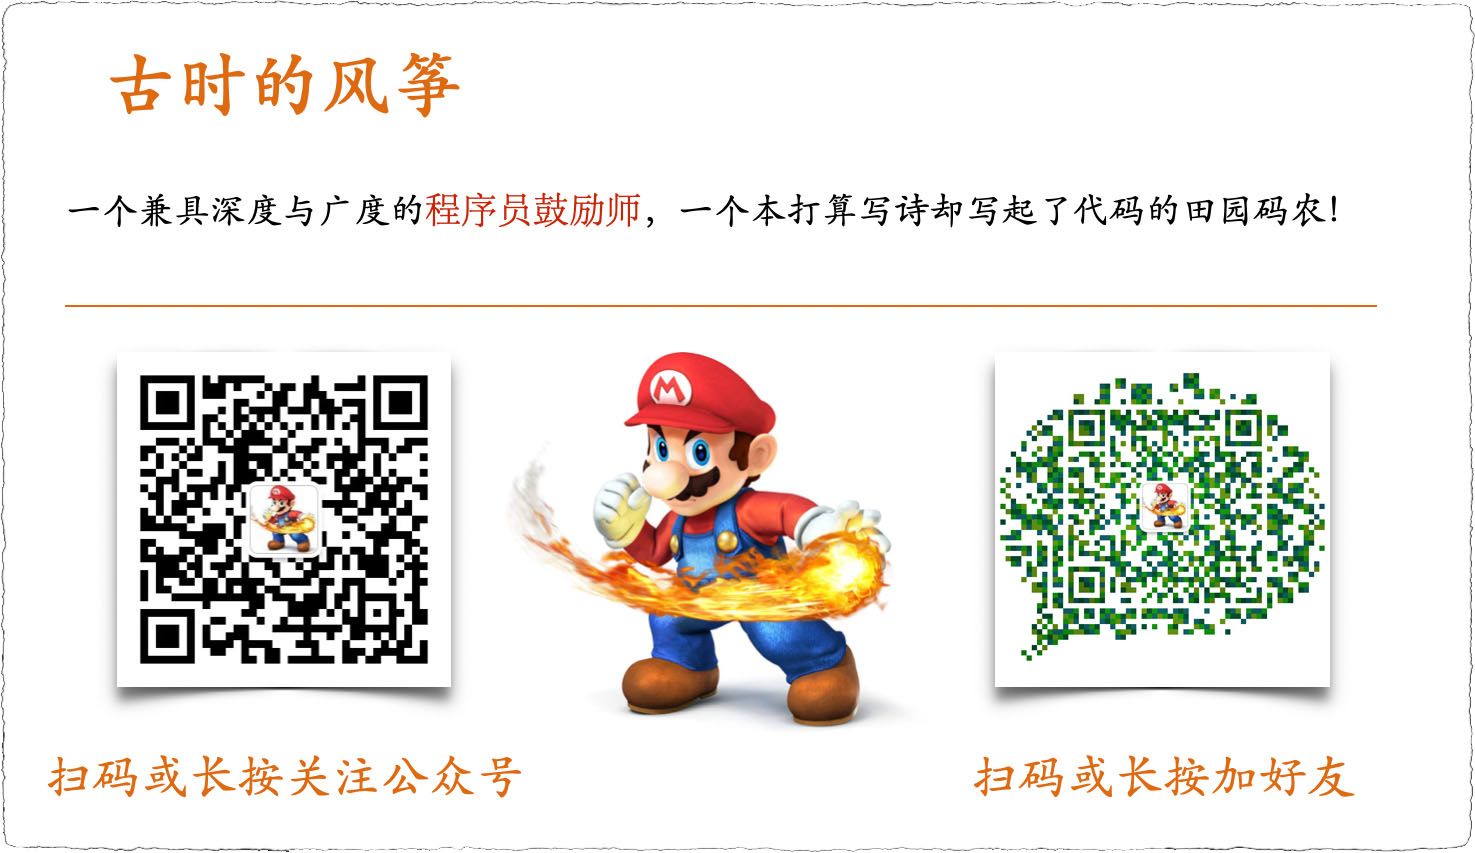 古时的风筝
一个兼具深度与广度的程序员鼓励师，一个本打算写诗却写起了代码的田园码农！
M
扫码或长按关注公众号
扫码或长按加好友